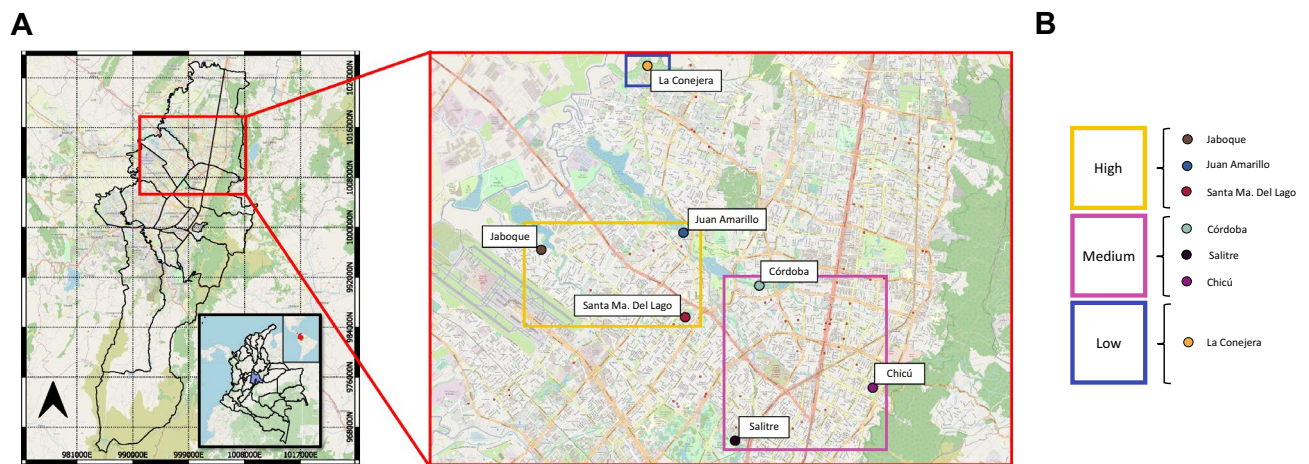 A
B
1024000N
1016000N
1008000N
1000000N
992000N
984000N
976000N
968000N
981000E
990000E
999000E
1008000E
1017000E
La Conejera
Juan Amarillo
Jaboque
Córdoba
Santa Ma. Del Lago
Chicú
Salitre
High
Jaboque
Juan Amarillo
Santa Ma. Del Lago
Medium
Córdoba
Salitre
Chicú
Low
La Conejera